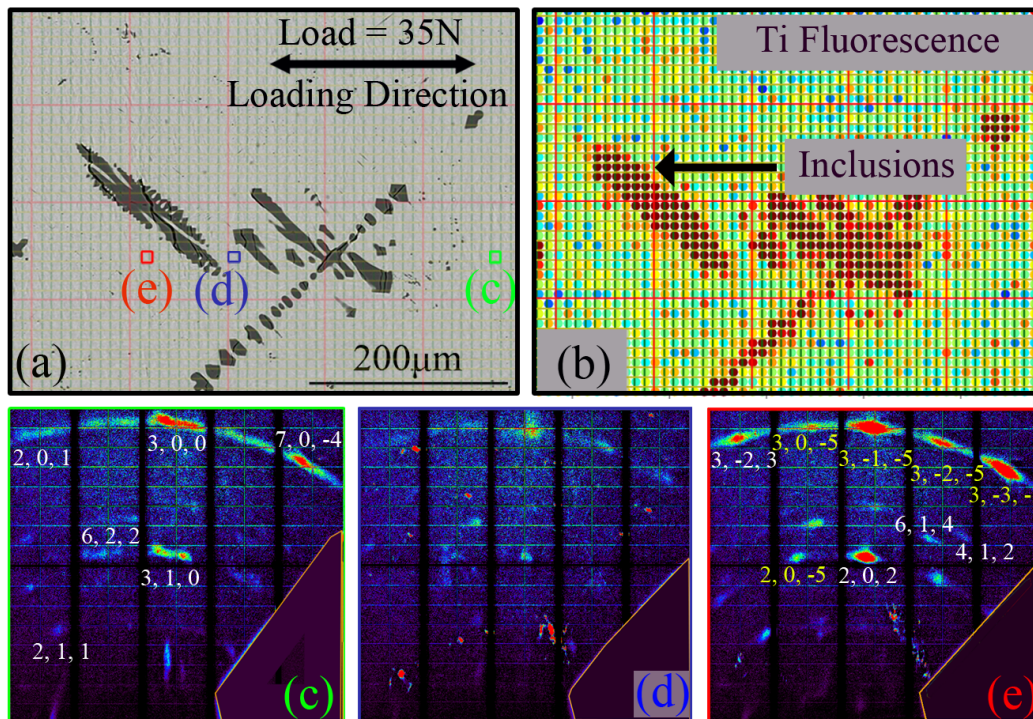 Load = 35N
Loading Direction
(e)
(d)
(c)
(a)
200μm
Ti Fluorescence
Inclusions
(b)
2, 0, 1
3, 0, 0
7, 0, -4
6, 2, 2
3, 1, 0
2, 1, 1
(c)
(d)
3, -2, 3
3, 0, -5
3, -1, -5
3, -2, -5
3, -3, -
6, 1, 4
4, 1, 2
2, 0, -5
2, 0, 2
(e)